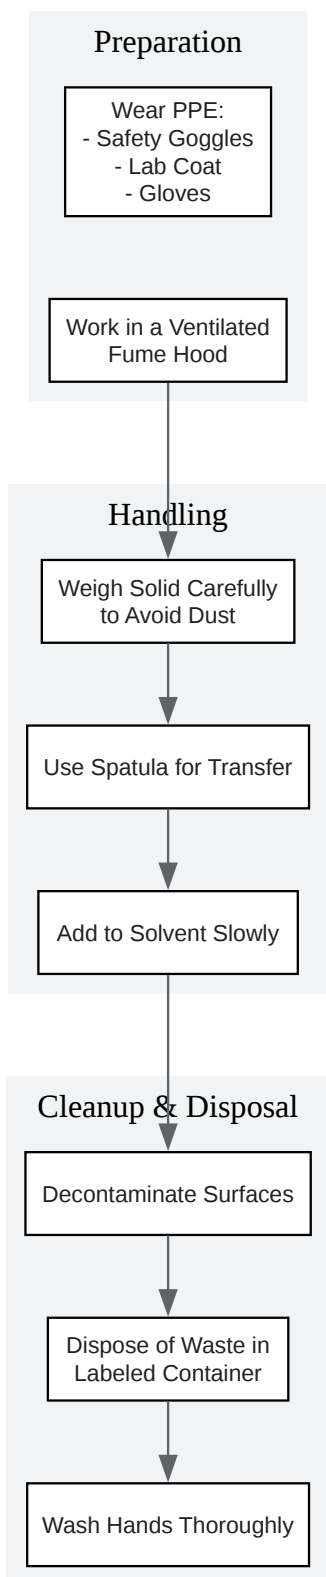 Preparation
Wear PPE:
- Safety Goggles
- Lab Coat
- Gloves
Work in a Ventilated
Fume Hood
Handling
Weigh Solid Carefully
to Avoid Dust
Use Spatula for Transfer
Add to Solvent Slowly
Cleanup & Disposal
Decontaminate Surfaces
Dispose of Waste in
Labeled Container
Wash Hands Thoroughly